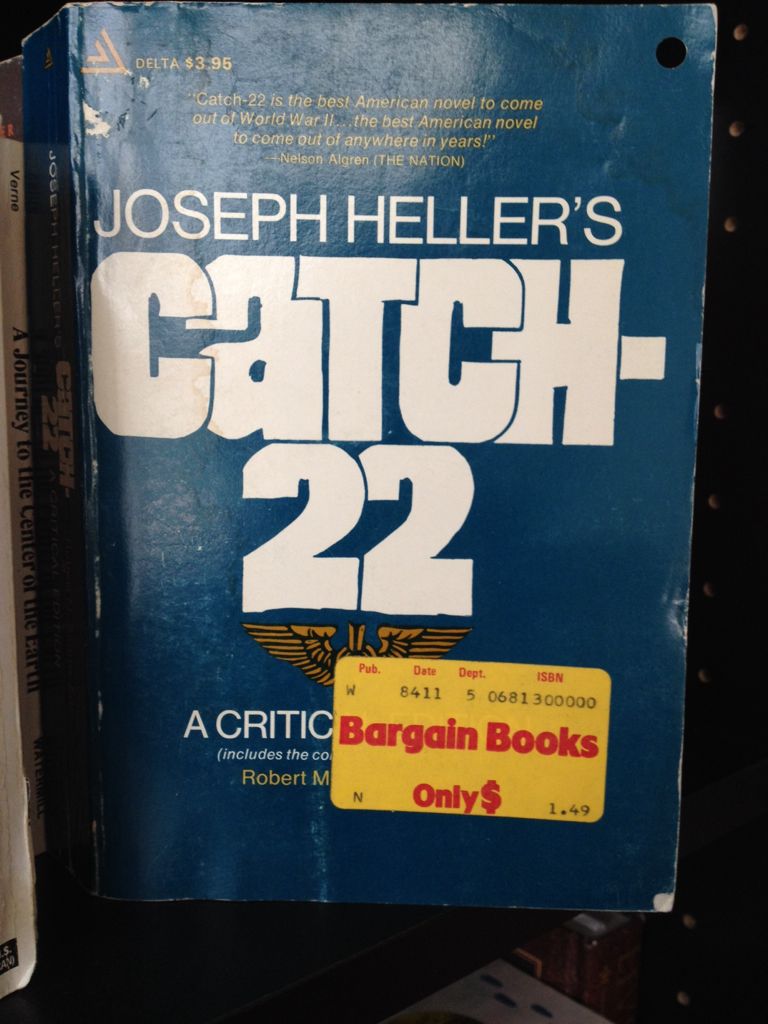 DELTA $3.95
"Catch-22 is the best American novel to come
out of World War II...the best American novel
to come out of anywhere in years!"
—Nelson Algren (THE NATION)
JOSEPH HELLER'S
CATCH-
22
A CRITIC
(includes the co
Robert M
Pub. Date Dept. ISBN
W 8411 5 0681300000
Bargain Books
Only $
N 1.49
JOSEPH HELLER'S CATCH-22 A CRITICAL EDITION
Verne
A Journey to the Center of the Earth
WATERMILL